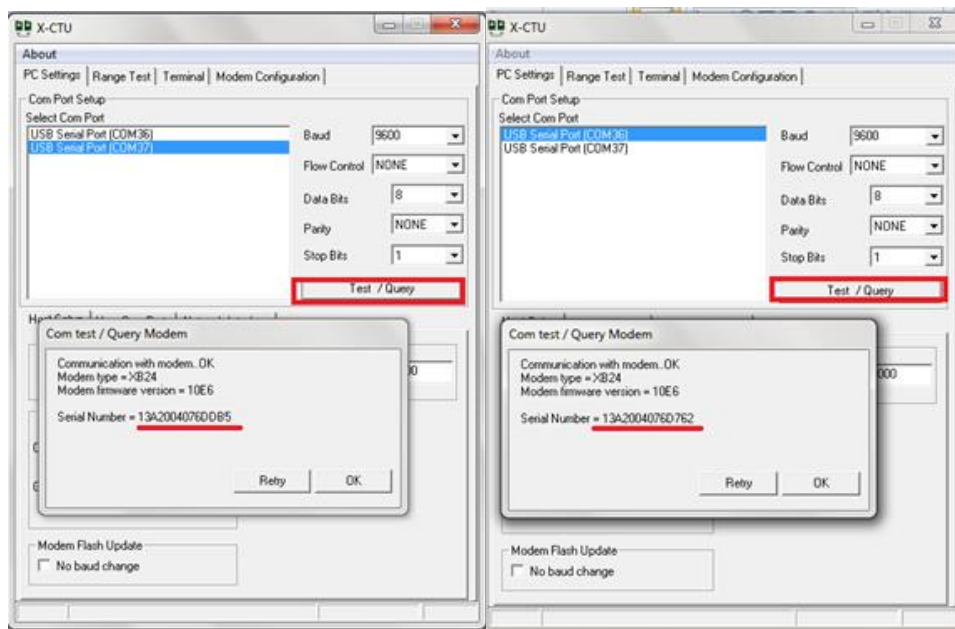 X-CTU
About
PC Settings Range Test Terminal Modem Configuration
Com Port Setup
Select Com Port
USB Serial Port (COM36)
USB Serial Port (COM37)
Baud 9600
Flow Control NONE
Data Bits 8
Parity NONE
Stop Bits 1
Test / Query
Com test / Query Modem
Communication with modem..OK
Modem type = XB24
Modem firmware version = 10E6
Serial Number = 13A2004076DDB5
Retry OK
Modem Flash Update
No baud change
X-CTU
About
PC Settings Range Test Terminal Modem Configuration
Com Port Setup
Select Com Port
USB Serial Port (COM36)
USB Serial Port (COM37)
Baud 9600
Flow Control NONE
Data Bits 8
Parity NONE
Stop Bits 1
Test / Query
Com test / Query Modem
Communication with modem..OK
Modem type = XB24
Modem firmware version = 10E6
Serial Number = 13A2004076D762
Retry OK
000
Modem Flash Update
No baud change